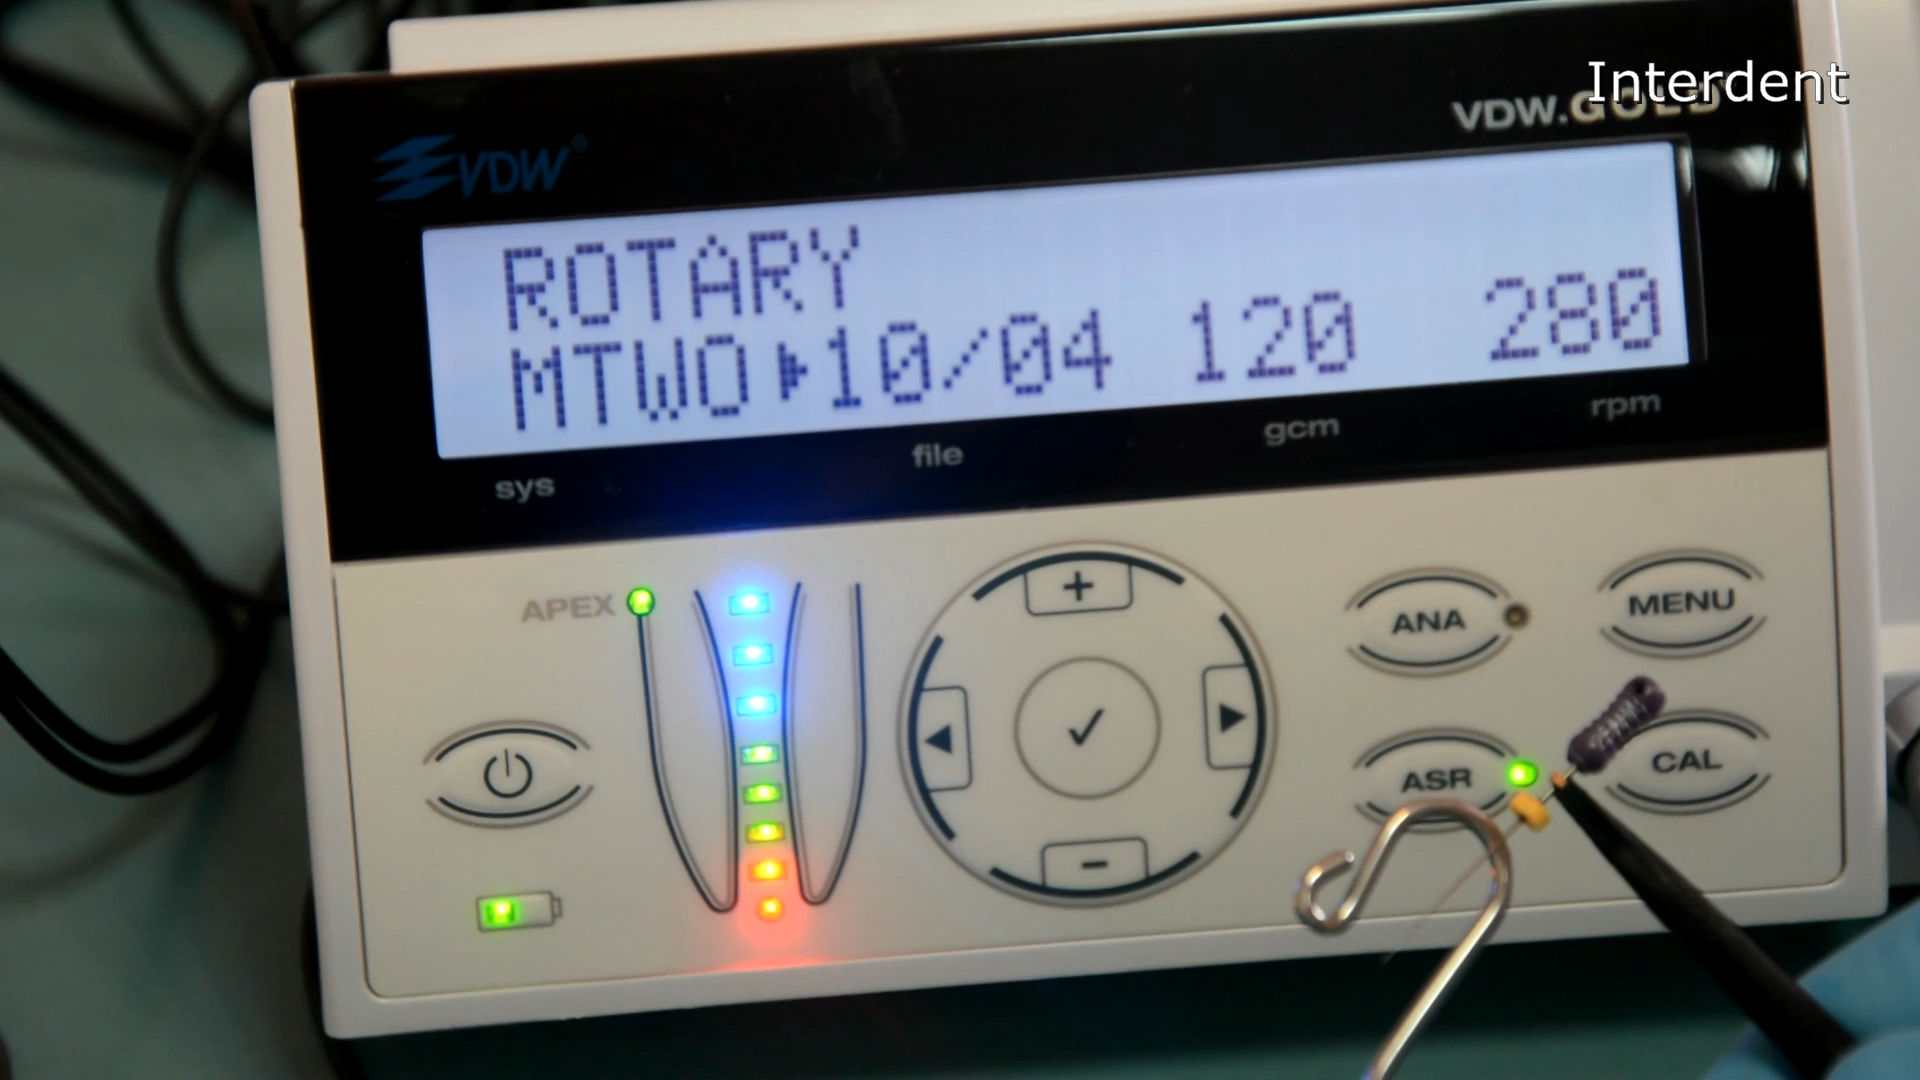 Interdent
VDW.GOLD
VDW®
ROTARY
MTWO▶10/04 120 280
sys file gcm rpm
APEX
+
ANA
MENU
✓
ASR
CAL
-